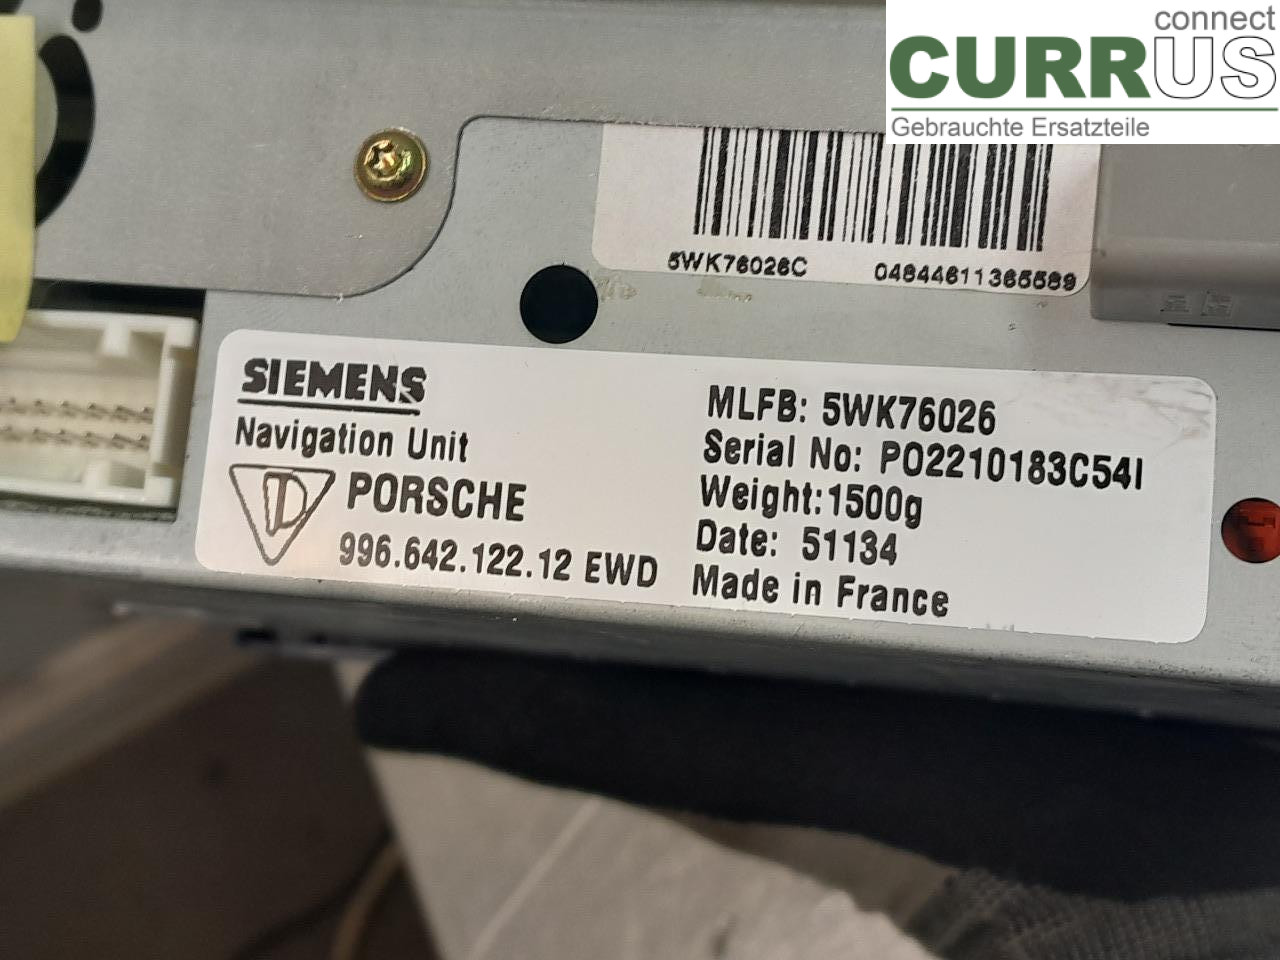 connect
CURRUS
Gebrauchte Ersatzteile
5WK76026C 04844611365589
SIEMENS
Navigation Unit
PORSCHE
996.642.122.12 EWD
MLFB: 5WK76026
Serial No: PO2210183C54I
Weight:1500g
Date: 51134
Made in France